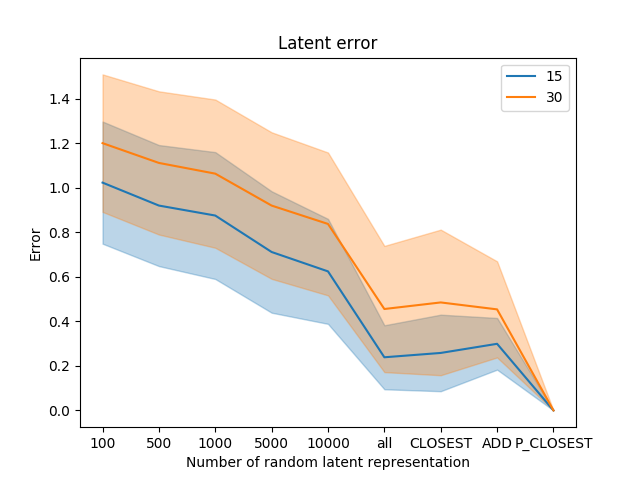 Latent error
15
30
1.4
1.2
1.0
0.8
0.6
0.4
0.2
0.0
Error
100 500 1000 5000 10000 all CLOSEST ADD P_CLOSEST
Number of random latent representation